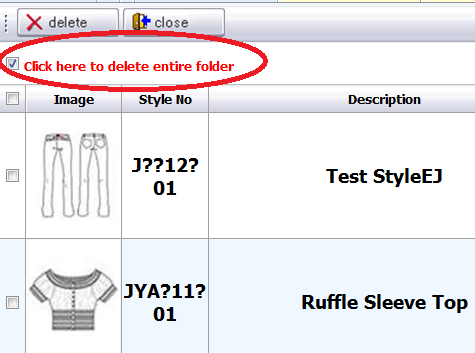 delete close
Click here to delete entire folder
Image Style No Description
J??12?
01
Test StyleEJ
JYA?11?
01
Ruffle Sleeve Top